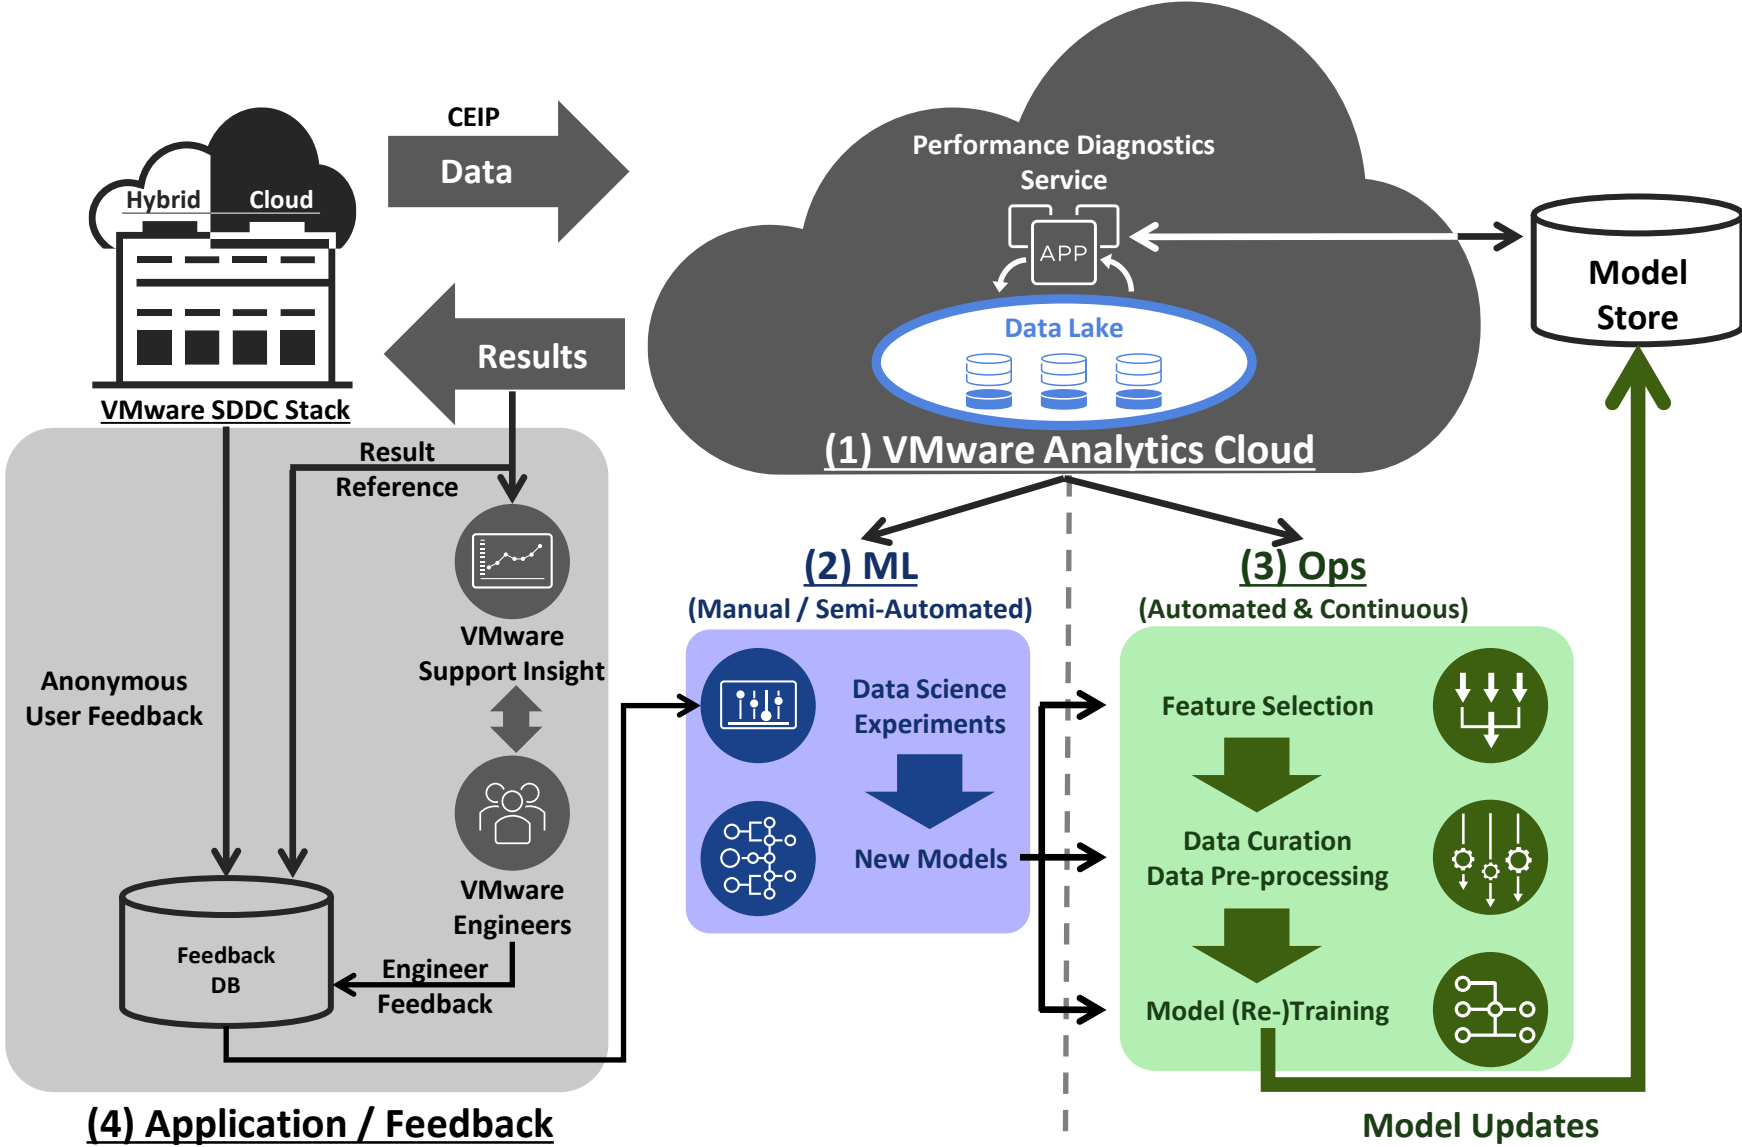 CEIP
Data
Hybrid
Cloud
Results
VMware SDDC Stack
Performance Diagnostics
Service
APP
Data Lake
(1) VMware Analytics Cloud
Model
Store
Result
Reference
VMware
Support Insight
Anonymous
User Feedback
VMware
Engineers
Engineer
Feedback
Feedback
DB
(4) Application / Feedback
(2) ML
(Manual / Semi-Automated)
Data Science
Experiments
New Models
(3) Ops
(Automated & Continuous)
Feature Selection
Data Curation
Data Pre-processing
Model (Re-)Training
Model Updates